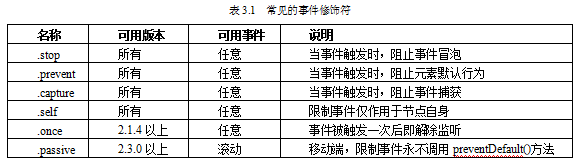 表 3.1 常见的事件修饰符
名称 可用版本 可用事件 说明
.stop 所有 任意 当事件触发时，阻止事件冒泡
.prevent 所有 任意 当事件触发时，阻止元素默认行为
.capture 所有 任意 当事件触发时，阻止事件捕获
.self 所有 任意 限制事件仅作用于节点自身
.once 2.1.4 以上 任意 事件被触发一次后即解除监听
.passive 2.3.0 以上 滚动 移动端，限制事件永不调用 preventDefault()方法